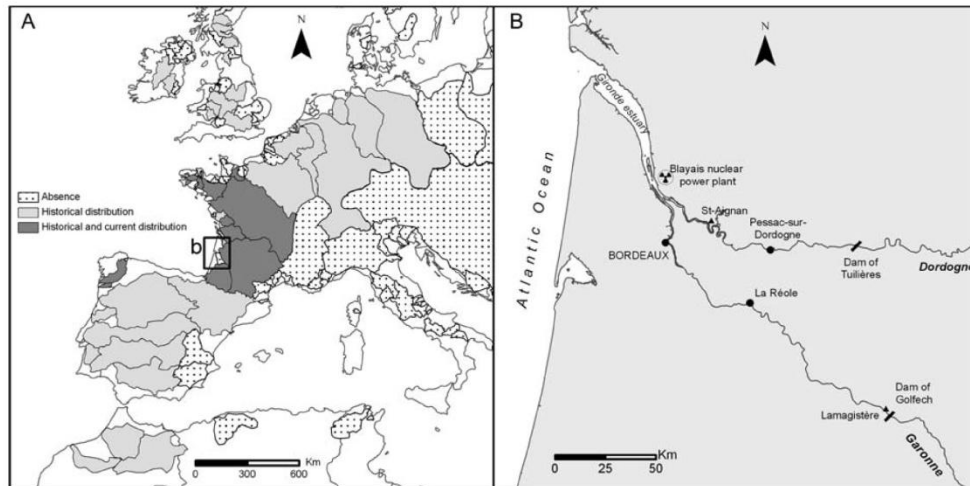 A
N
Absence
Historical distribution
Historical and current distribution
b
Km
0 300 600
B
N
Atlantic Ocean
Gironde estuary
Blayais nuclear
power plant
St-Aignan
Pessac-sur-
Dordogne
BORDEAUX
Dam of
Tuilières
Dordogne
La Réole
Dam of
Golfech
Lamagistère
Garonne
Km
0 25 50